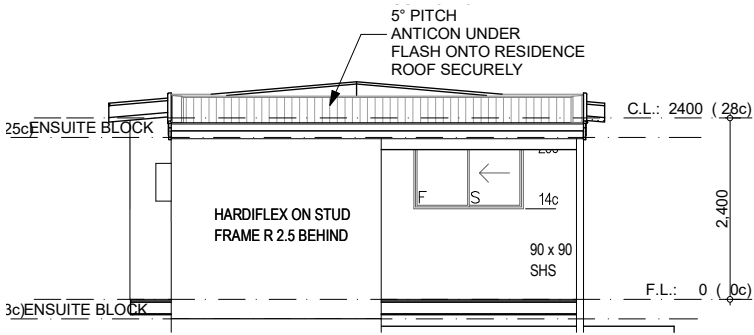 5° PITCH
ANTICON UNDER
FLASH ONTO RESIDENCE
ROOF SECURELY
C.L.: 2400 ( 28c)
25c) ENSUITE BLOCK
F
S
14c
HARDIFLEX ON STUD
FRAME R 2.5 BEHIND
2,400
90 x 90
SHS
F.L.: 0 ( 0c)
3c) ENSUITE BLOCK